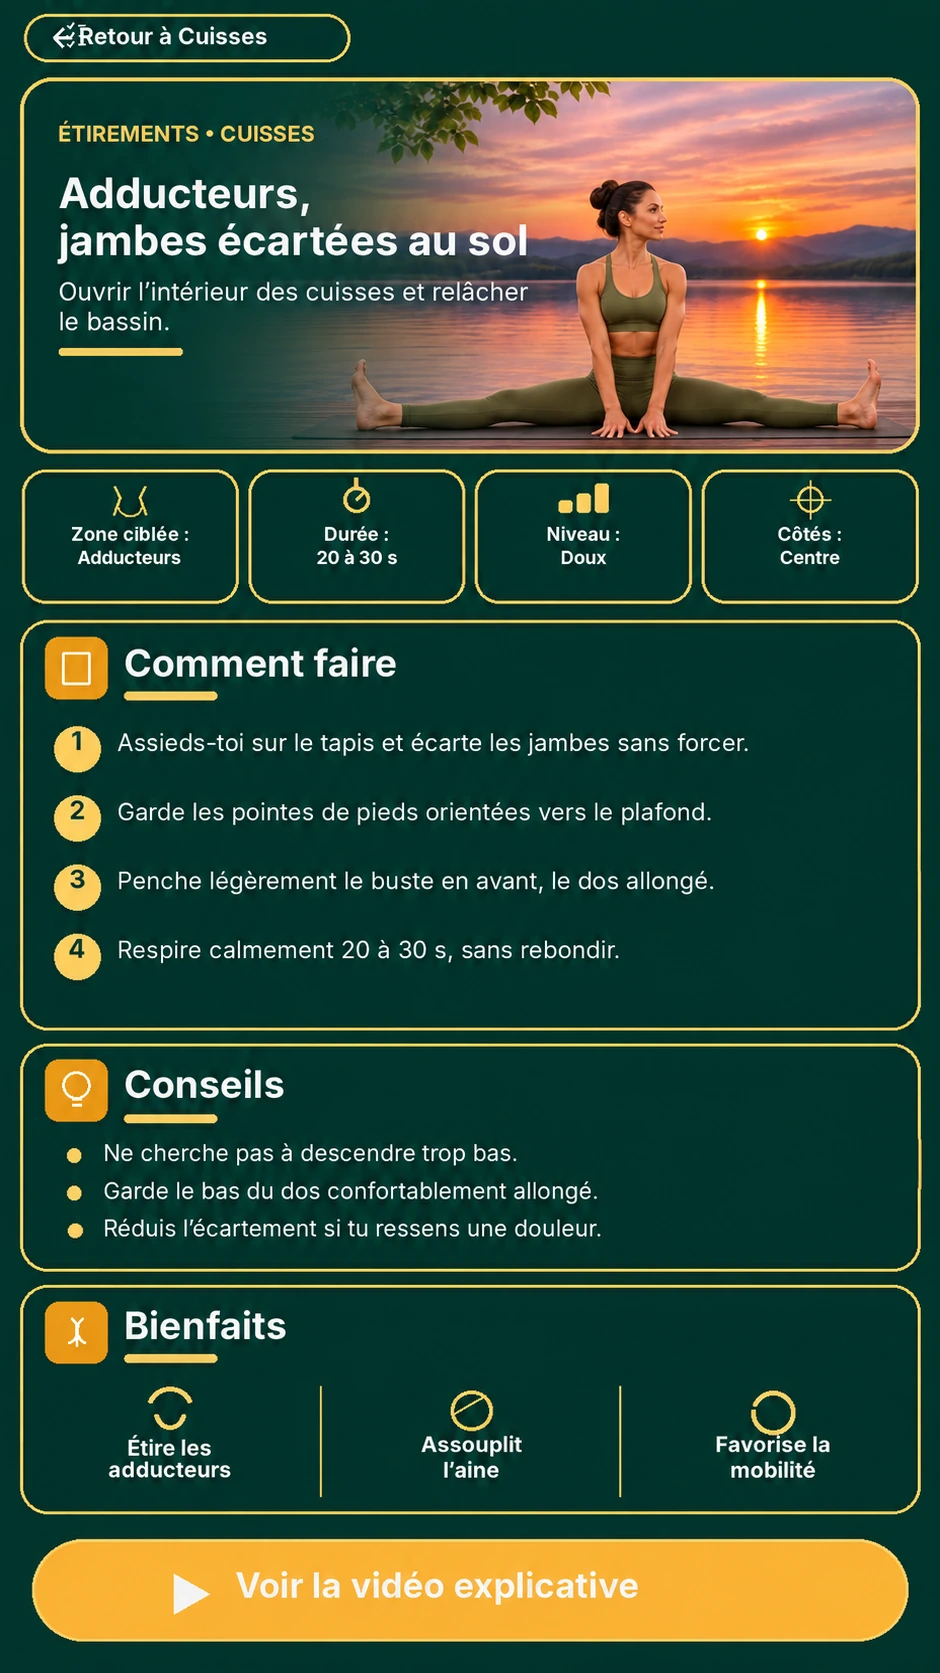 Retour à Cuisses
ÉTIREMENTS • CUISSES
Adducteurs,
jambes écartées au sol
Ouvrir l’intérieur des cuisses et relâcher
le bassin.
Zone ciblée :
Adducteurs
Durée :
20 à 30 s
Niveau :
Doux
Côtés :
Centre
Comment faire
1 Assieds-toi sur le tapis et écarte les jambes sans forcer.
2 Garde les pointes de pieds orientées vers le plafond.
3 Penche légèrement le buste en avant, le dos allongé.
4 Respire calmement 20 à 30 s, sans rebondir.
Conseils
Ne cherche pas à descendre trop bas.
Garde le bas du dos confortablement allongé.
Réduis l’écartement si tu ressens une douleur.
Bienfaits
Étire les
adducteurs
Assouplit
l’aine
Favorise la
mobilité
Voir la vidéo explicative